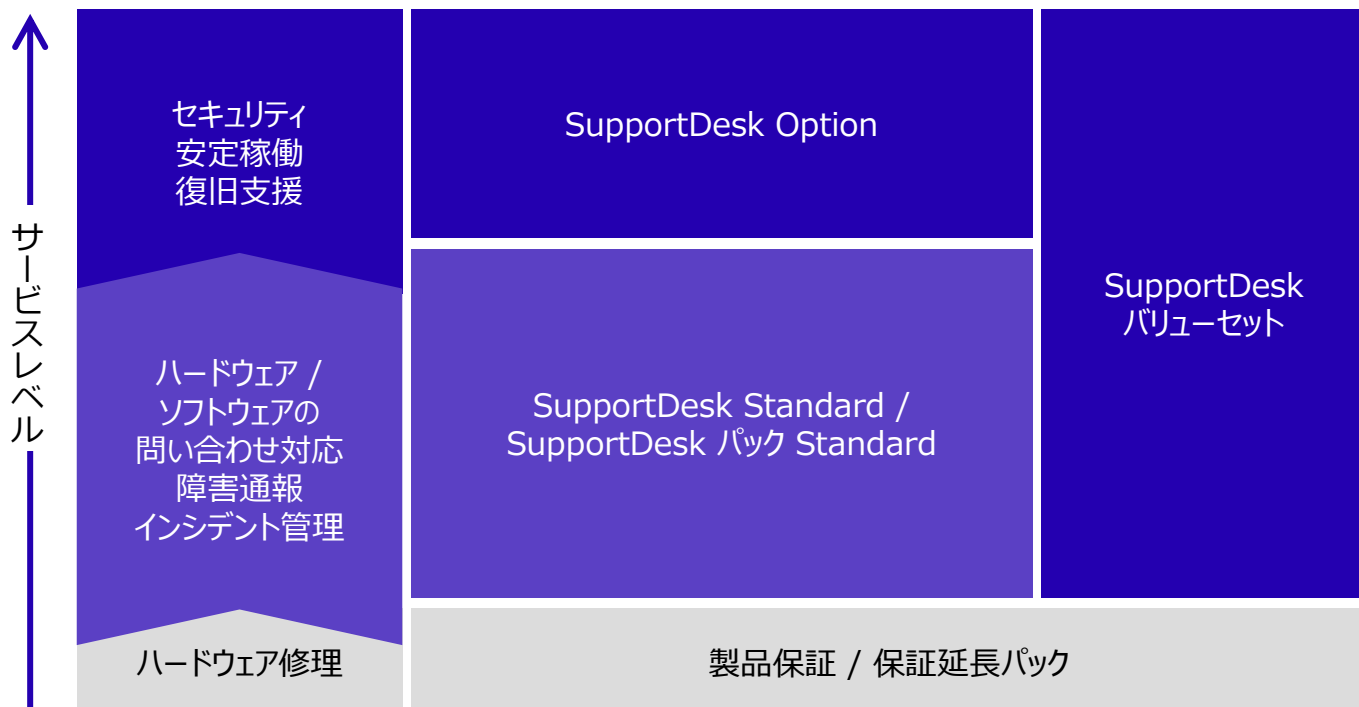 サービスレベル
セキュリティ
安定稼働
復旧支援
SupportDesk Option
SupportDesk
バリューセット
ハードウェア /
ソフトウェアの
問い合わせ対応
障害通報
インシデント管理
SupportDesk Standard /
SupportDesk パック Standard
ハードウェア修理
製品保証 / 保証延長パック